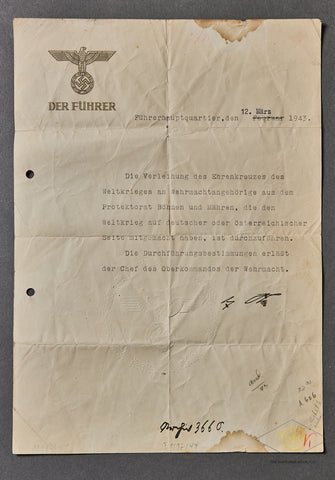 DER FÜHRER
Führerhauptquartier, den 12. März 1943.
Die Verleihung des Ehrenkreuzes des
Weltkrieges an Wehrmachtangehörige aus dem
Protektorat Böhmen und Mähren, die den
Weltkrieg auf deutscher oder österreichischer
Seite mitgemacht haben, ist durchzuführen.
Die Durchführungsbestimmungen erläßt
der Chef des Oberkommandos der Wehrmacht.
3660.